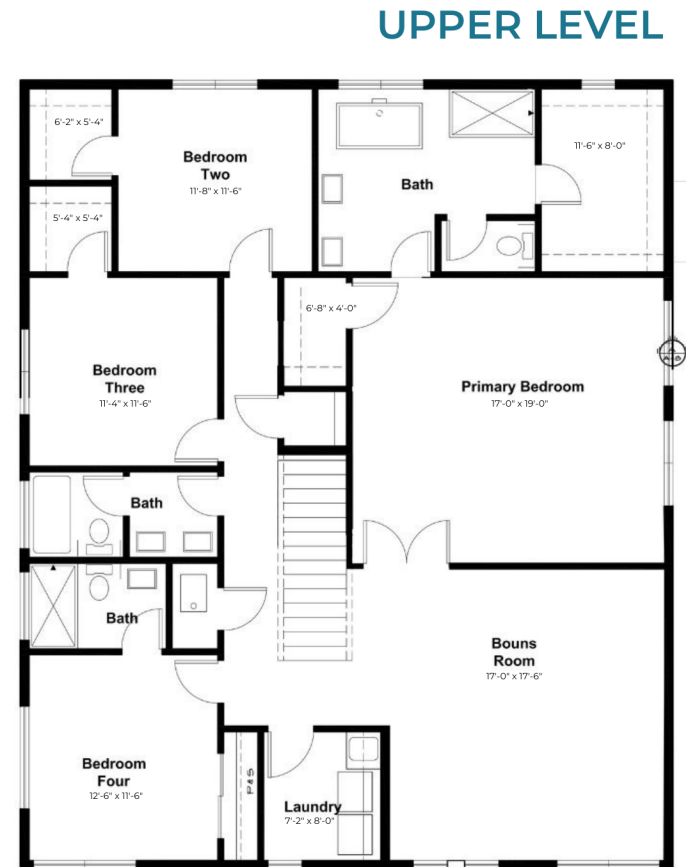 UPPER LEVEL
6'-2" x 5'-4"
Bedroom
Two
11'-8" x 11'-6"
Bath
11'-6" x 8'-0"
5'-4" x 5'-4"
6'-8" x 4'-0"
Bedroom
Three
11'-4" x 11'-6"
Primary Bedroom
17'-0" x 19'-0"
Bath
Bath
Bouns
Room
17'-0" x 17'-6"
Bedroom
Four
12'-6" x 11'-6"
P&S
Laundry
7'-2" x 8'-0"